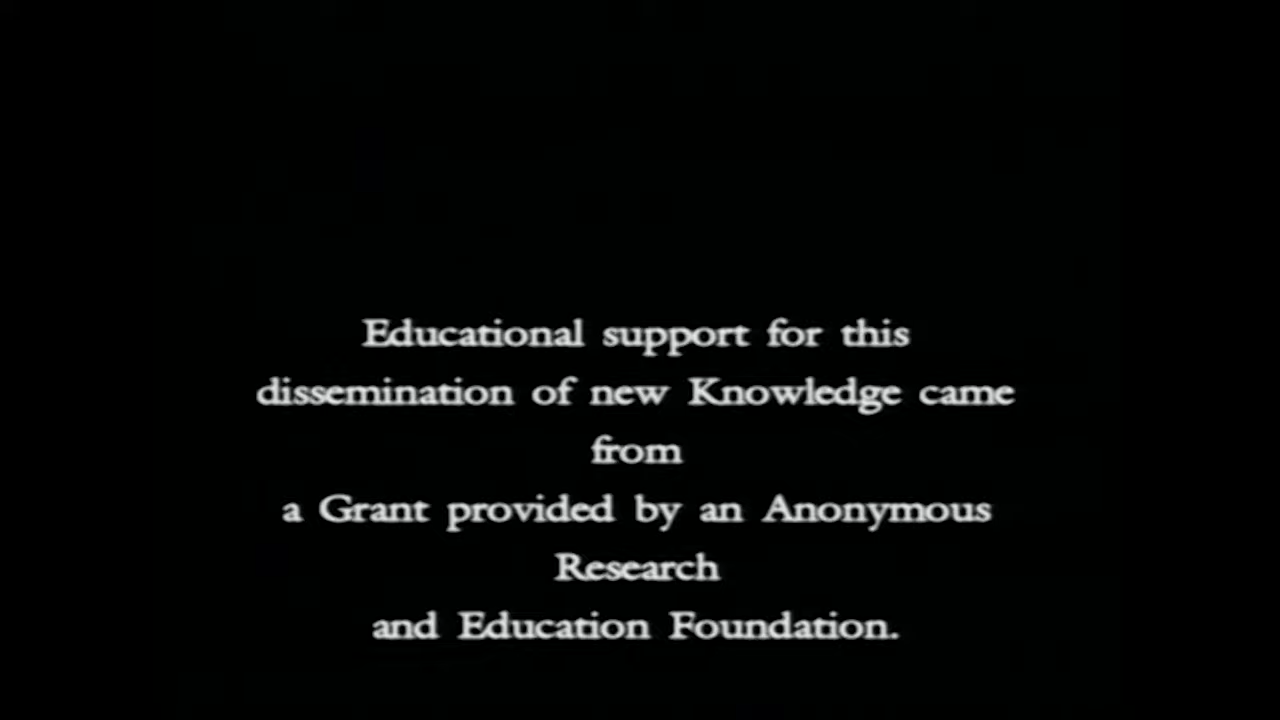 Educational support for this
dissemination of new Knowledge came
from
a Grant provided by an Anonymous
Research
and Education Foundation.